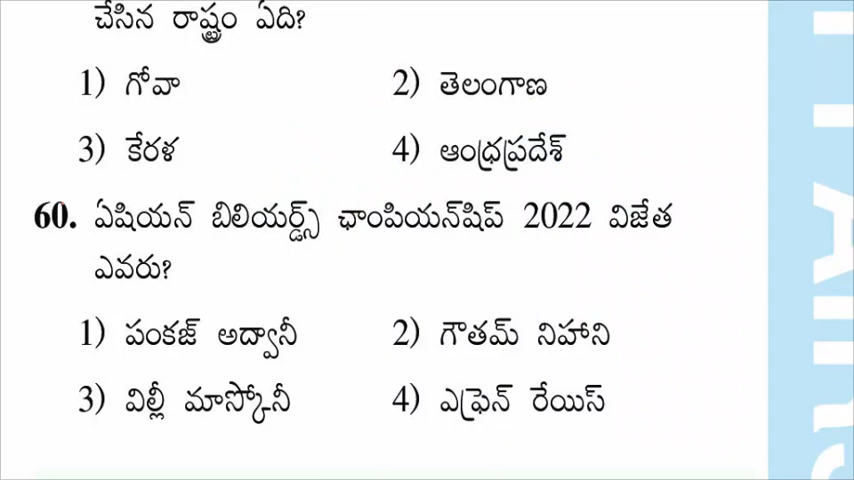 చేసిన రాష్ట్రం ఏది?
1) గోవా 2) తెలంగాణ
3) కేరళ 4) ఆంధ్రప్రదేశ్
60. ఏషియన్ బిలియర్డ్స్ ఛాంపియన్‌షిప్ 2022 విజేత
ఎవరు?
1) పంకజ్ అద్వానీ 2) గౌతమ్ నిహాని
3) విల్లీ మాస్కోనీ 4) ఎఫ్రెన్ రేయిస్